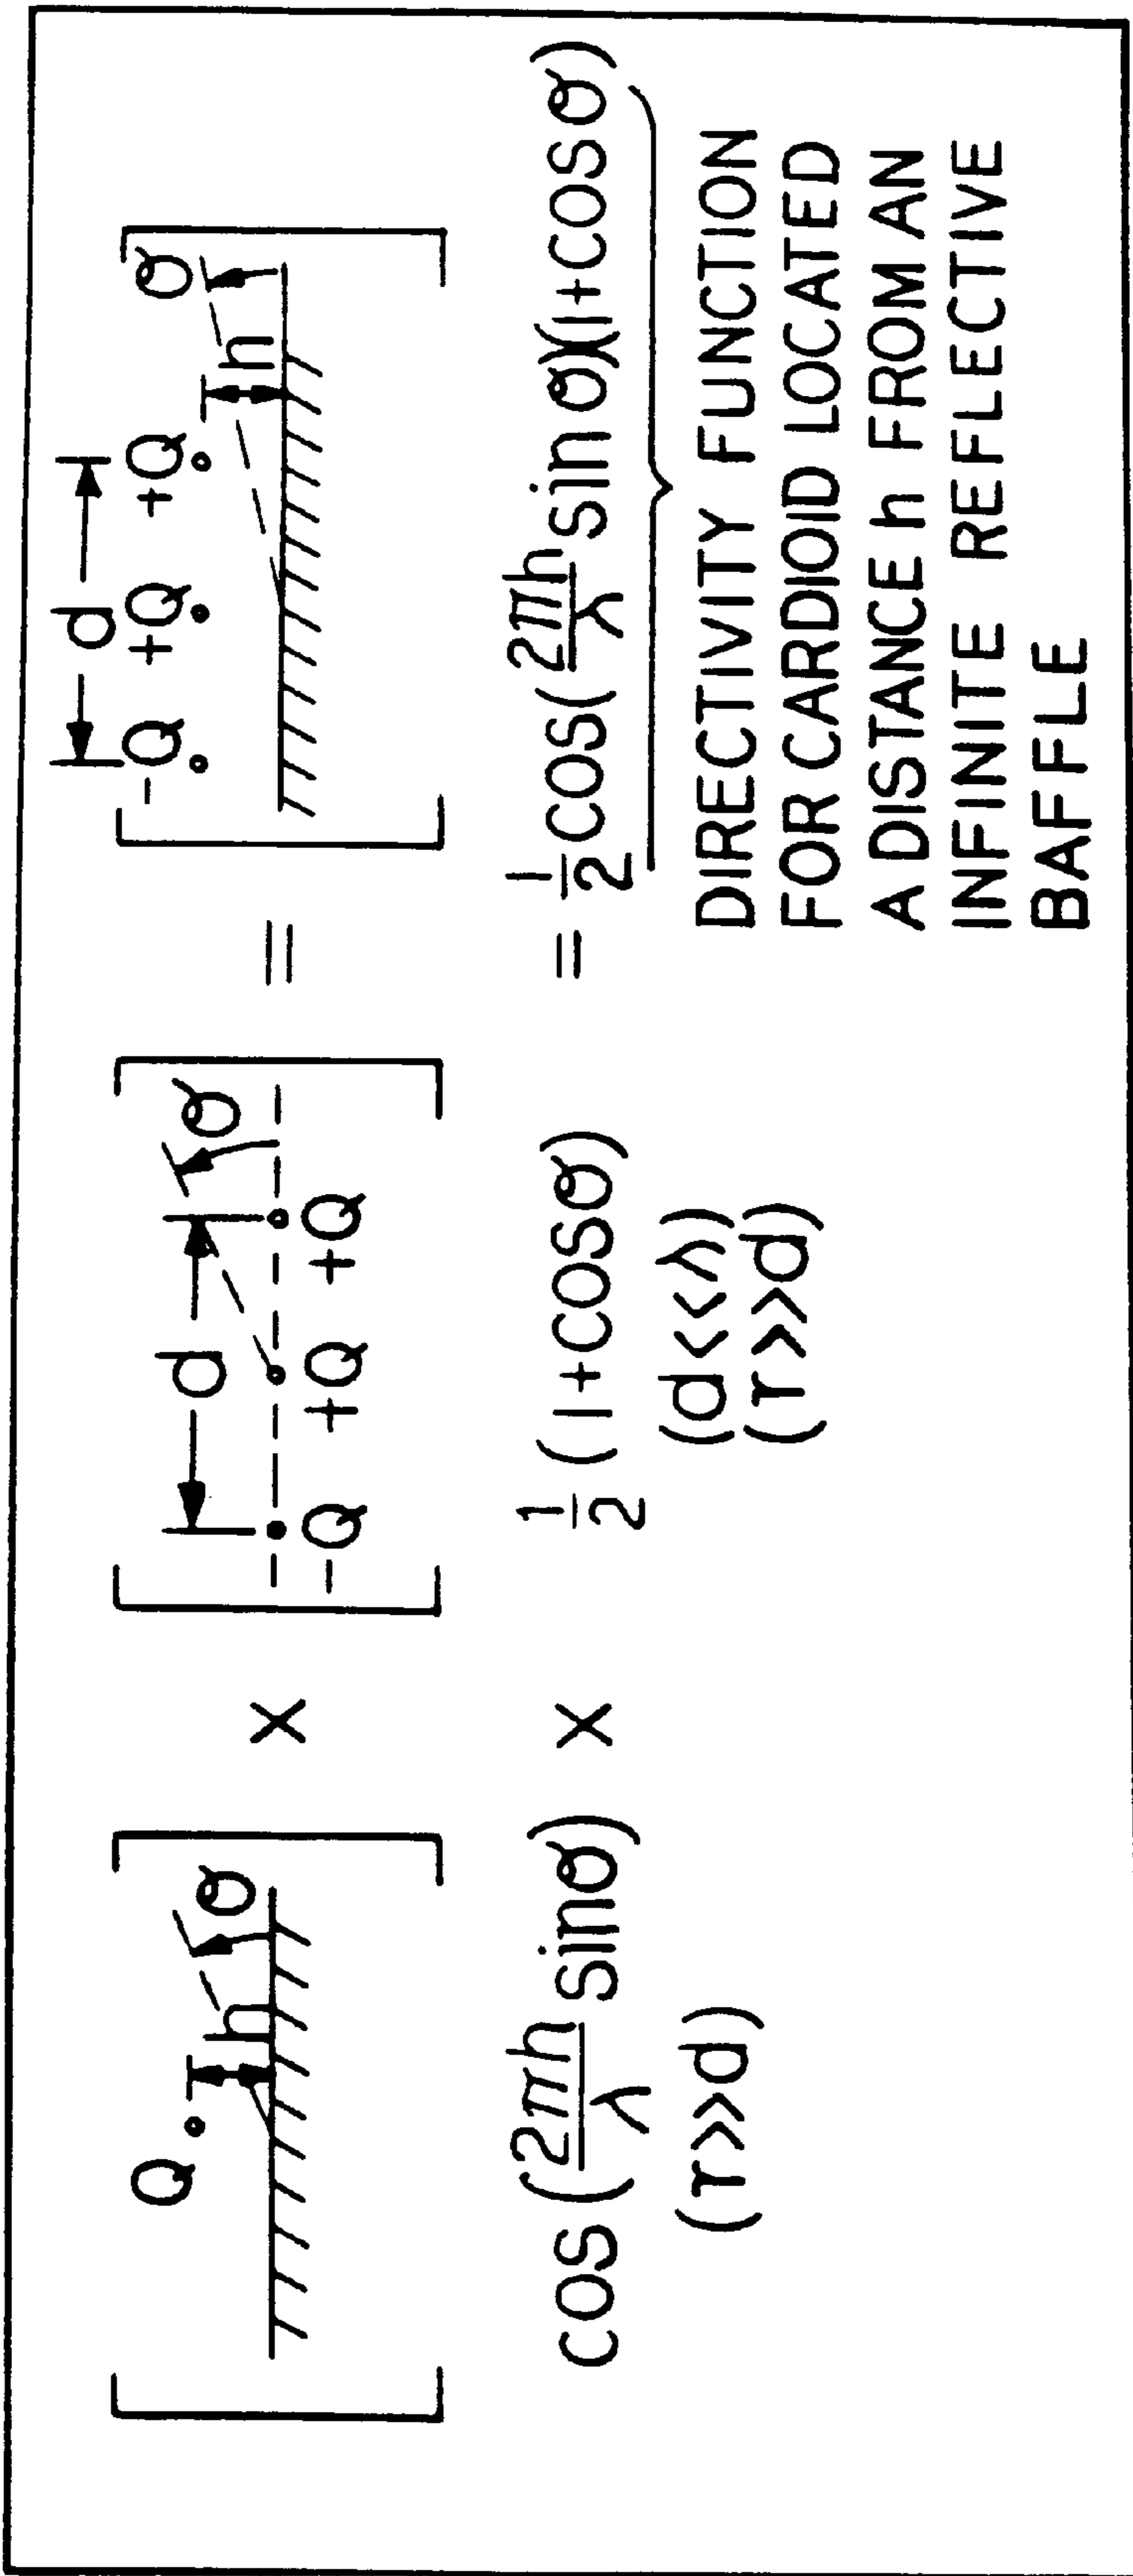 Q h θ
X
d
-Q +Q +Q θ
=
d
-Q +Q +Q h θ
cos (2πh/λ sinθ) X 1/2 (1+cosθ) = 1/2 cos(2πh/λ sinθ)(1+cosθ)
(r>>d)
(d<<λ)
(r>>d)
DIRECTIVITY FUNCTION
FOR CARDIOID LOCATED
A DISTANCE h FROM AN
INFINITE REFLECTIVE
BAFFLE